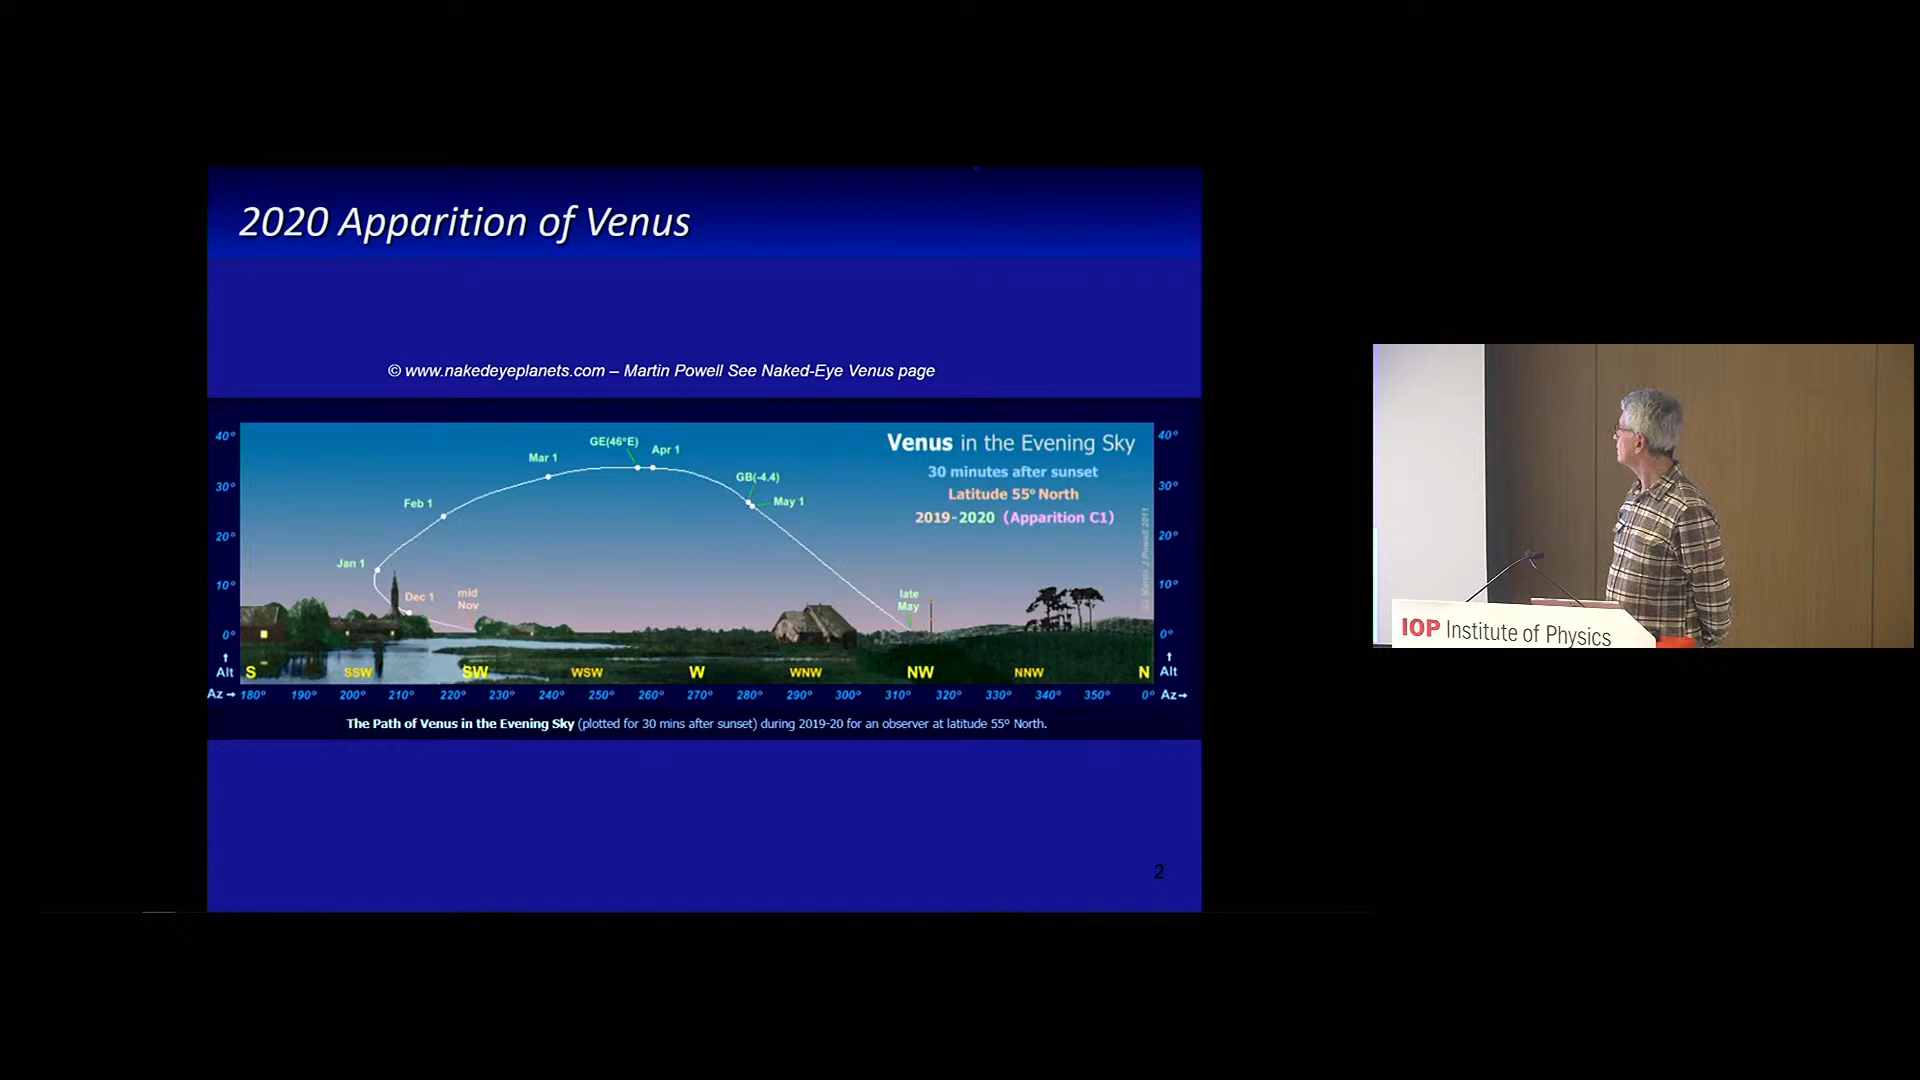 2020 Apparition of Venus
© www.nakedeyeplanets.com – Martin Powell See Naked-Eye Venus page
Venus in the Evening Sky
30 minutes after sunset
Latitude 55° North
2019-2020 (Apparition C1)
(c) Martin J Powell 2011
40° 40°
30° 30°
20° 20°
10° 10°
0° 0°
GE(46°E)
Apr 1
Mar 1
GB(-4.4)
May 1
Feb 1
Jan 1
Dec 1
mid
Nov
late
May
↑ ↑
Alt S SSW SW WSW W WNW NW NNW N Alt
Az→ 180° 190° 200° 210° 220° 230° 240° 250° 260° 270° 280° 290° 300° 310° 320° 330° 340° 350° 0° Az→
The Path of Venus in the Evening Sky (plotted for 30 mins after sunset) during 2019-20 for an observer at latitude 55° North.
2
IOP Institute of Physics